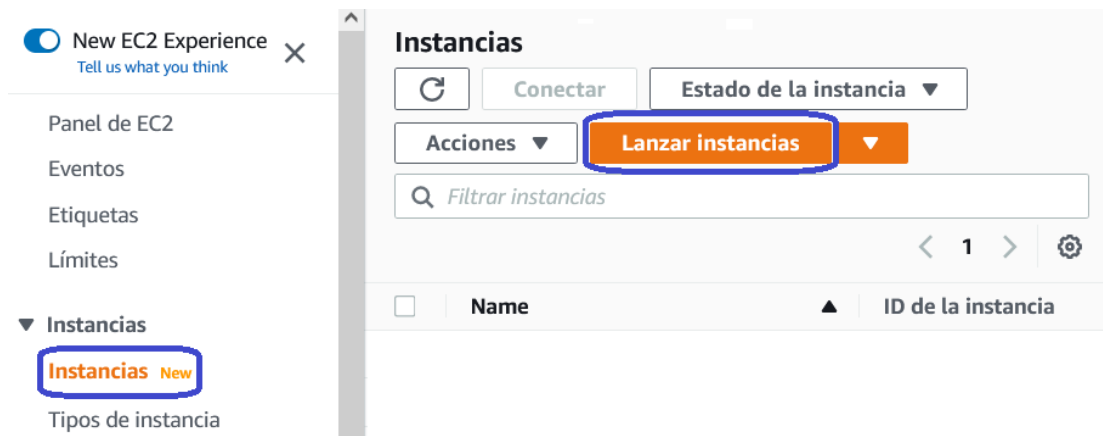 New EC2 Experience
Tell us what you think
Panel de EC2
Eventos
Etiquetas
Límites
Instancias
Instancias New
Tipos de instancia
Instancias
Conectar Estado de la instancia
Acciones Lanzar instancias
Filtrar instancias
1
Name ID de la instancia